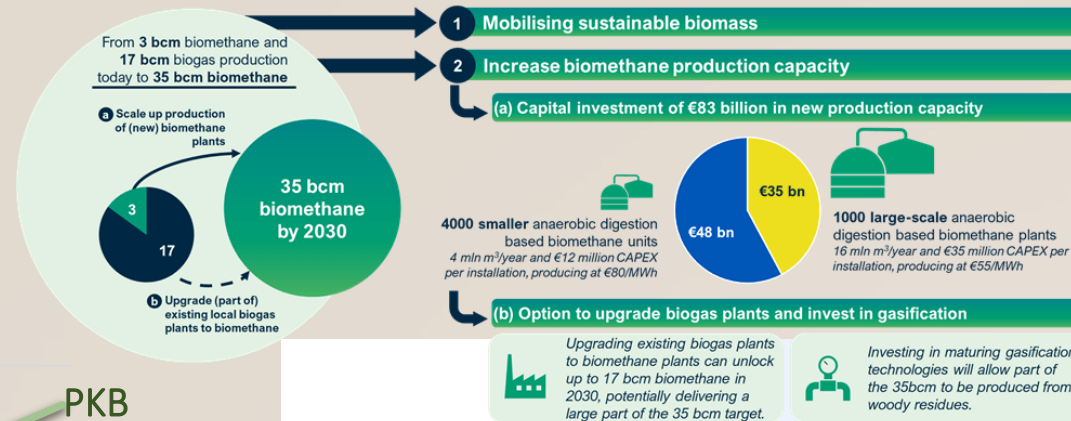 From 3 bcm biomethane and
17 bcm biogas production
today to 35 bcm biomethane
a Scale up production
of (new) biomethane
plants
3
17
35 bcm
biomethane
by 2030
b Upgrade (part of)
existing local biogas
plants to biomethane
1 Mobilising sustainable biomass
2 Increase biomethane production capacity
(a) Capital investment of €83 billion in new production capacity
4000 smaller anaerobic digestion
based biomethane units
4 mln m³/year and €12 million CAPEX
per installation, producing at €80/MWh
€48 bn
€35 bn
1000 large-scale anaerobic
digestion based biomethane plants
16 mln m³/year and €35 million CAPEX per
installation, producing at €55/MWh
(b) Option to upgrade biogas plants and invest in gasification
Upgrading existing biogas plants
to biomethane plants can unlock
up to 17 bcm biomethane in
2030, potentially delivering a
large part of the 35 bcm target.
Investing in maturing gasification
technologies will allow part of
the 35bcm to be produced from
woody residues.
PKB